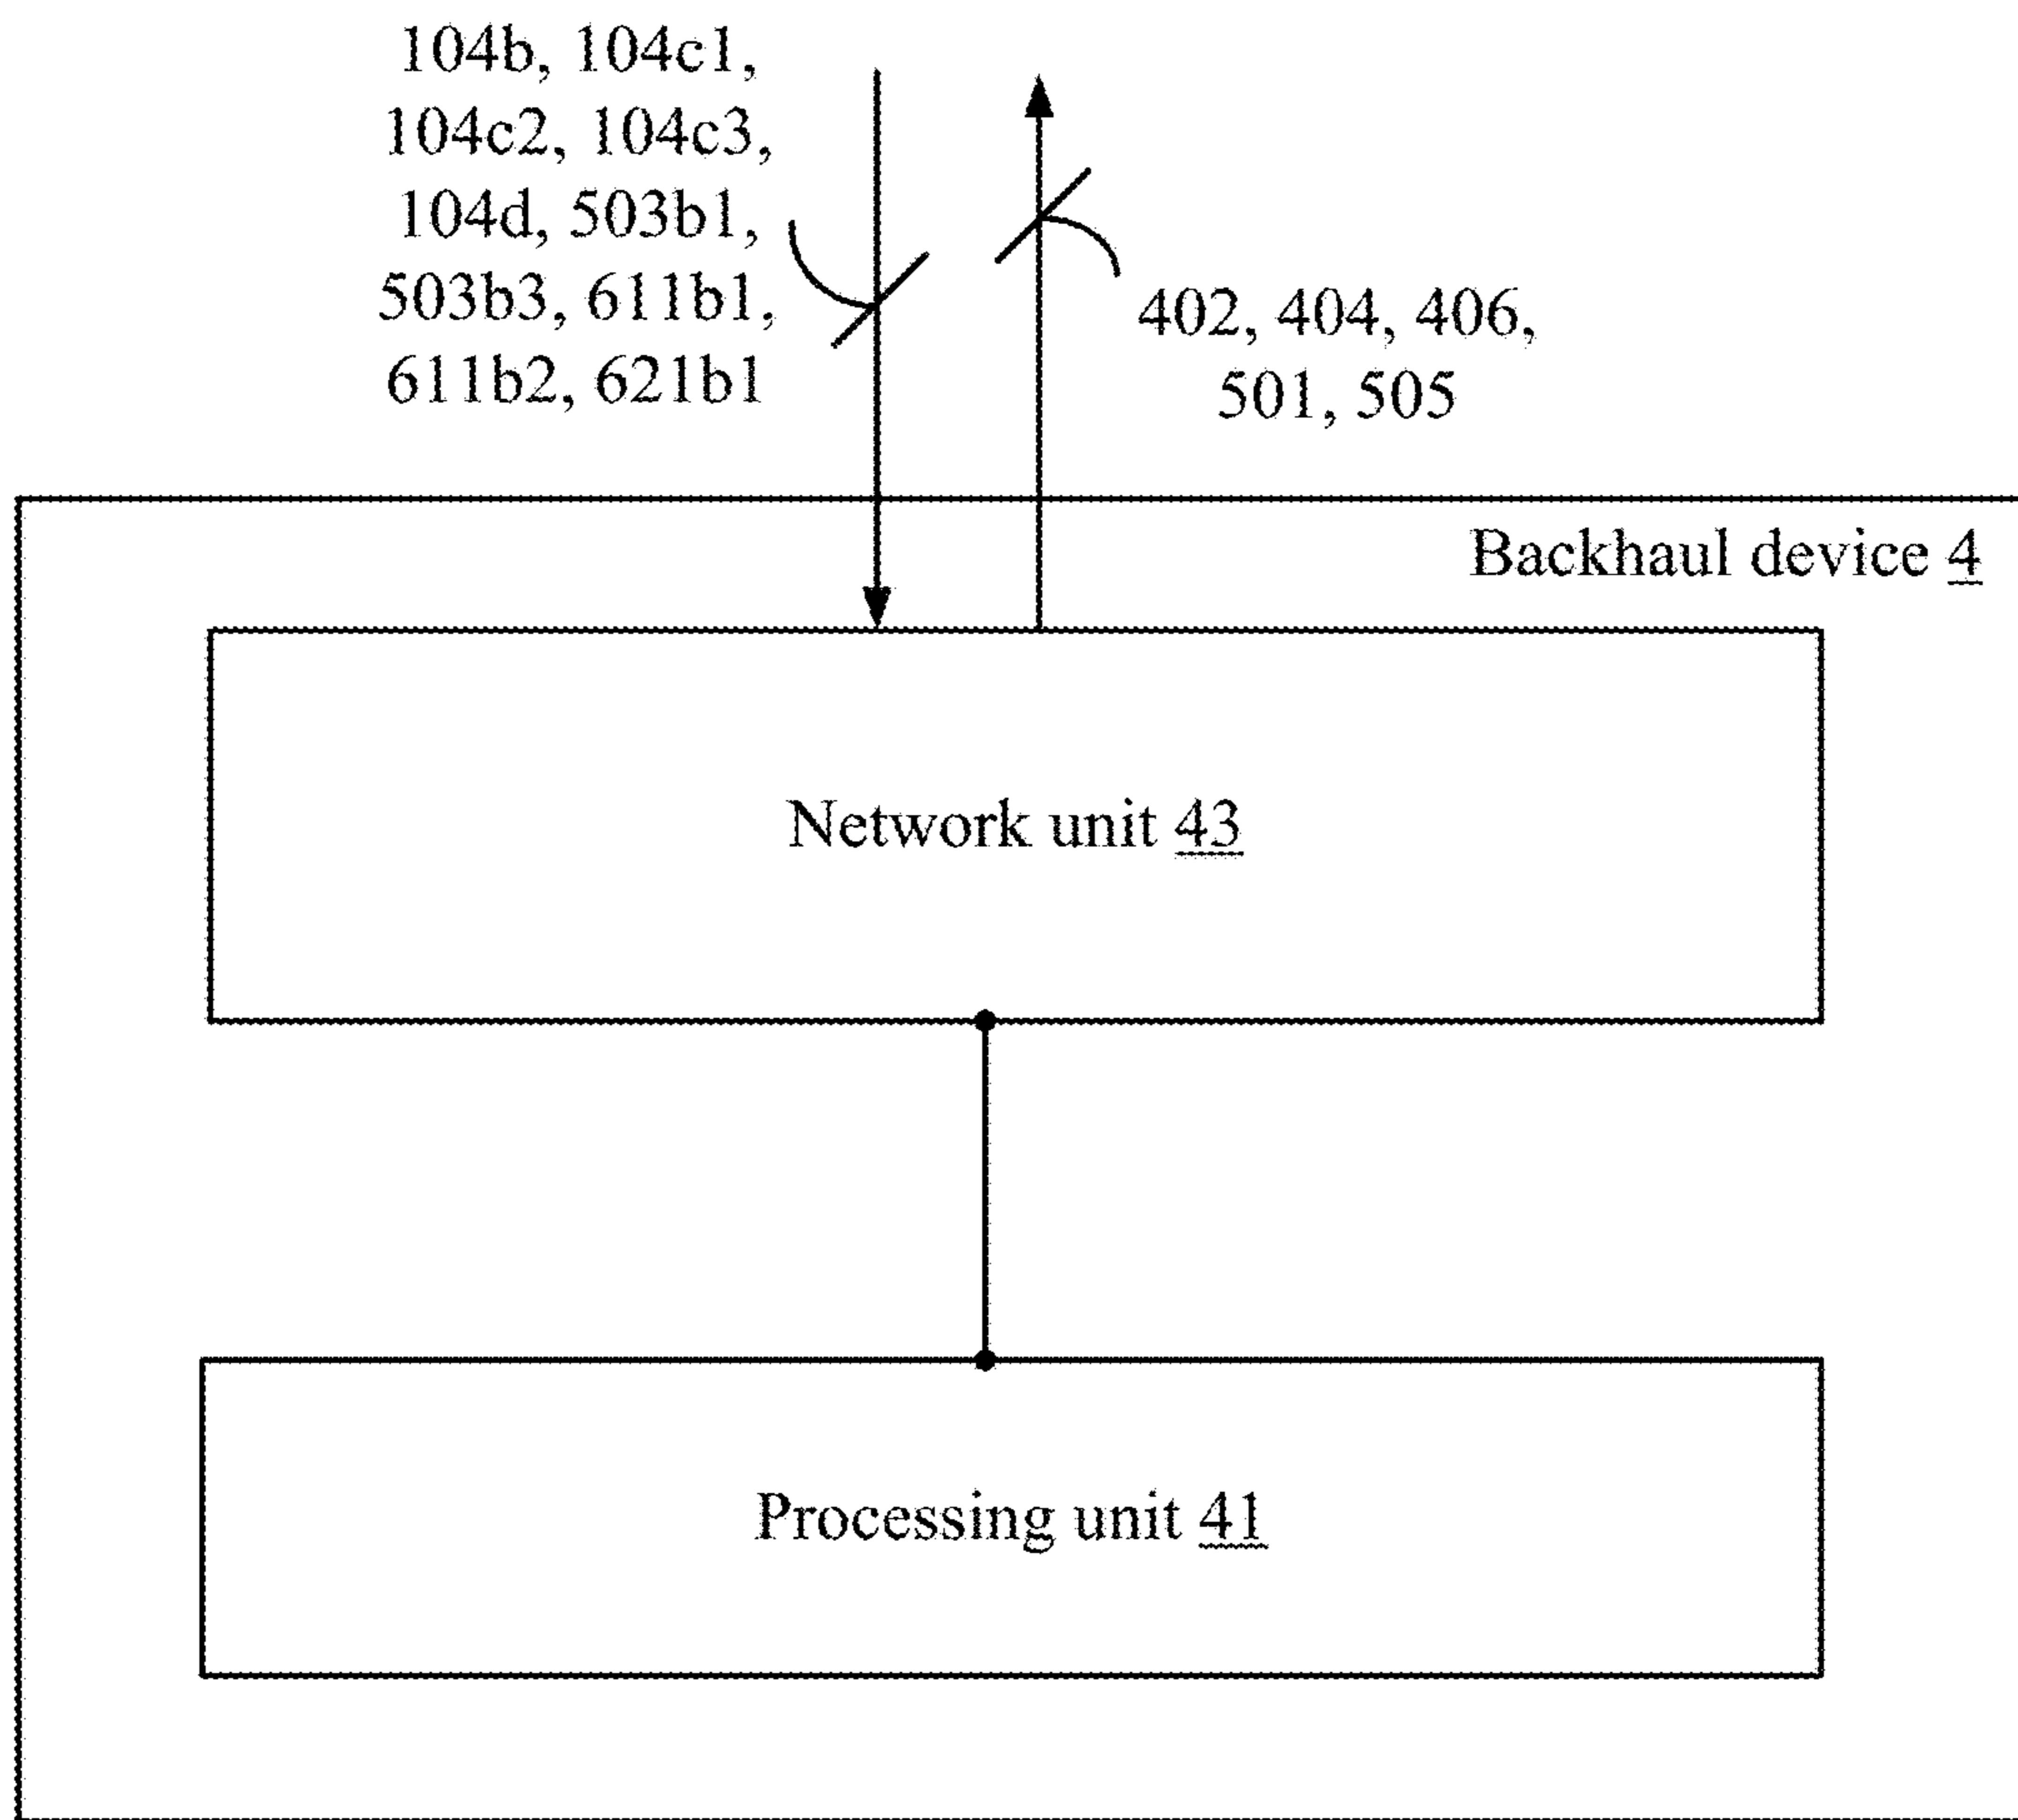 104b, 104c1,
104c2, 104c3,
104d, 503b1,
503b3, 611b1,
611b2, 621b1
402, 404, 406,
501, 505
Backhaul device 4
Network unit 43
Processing unit 41